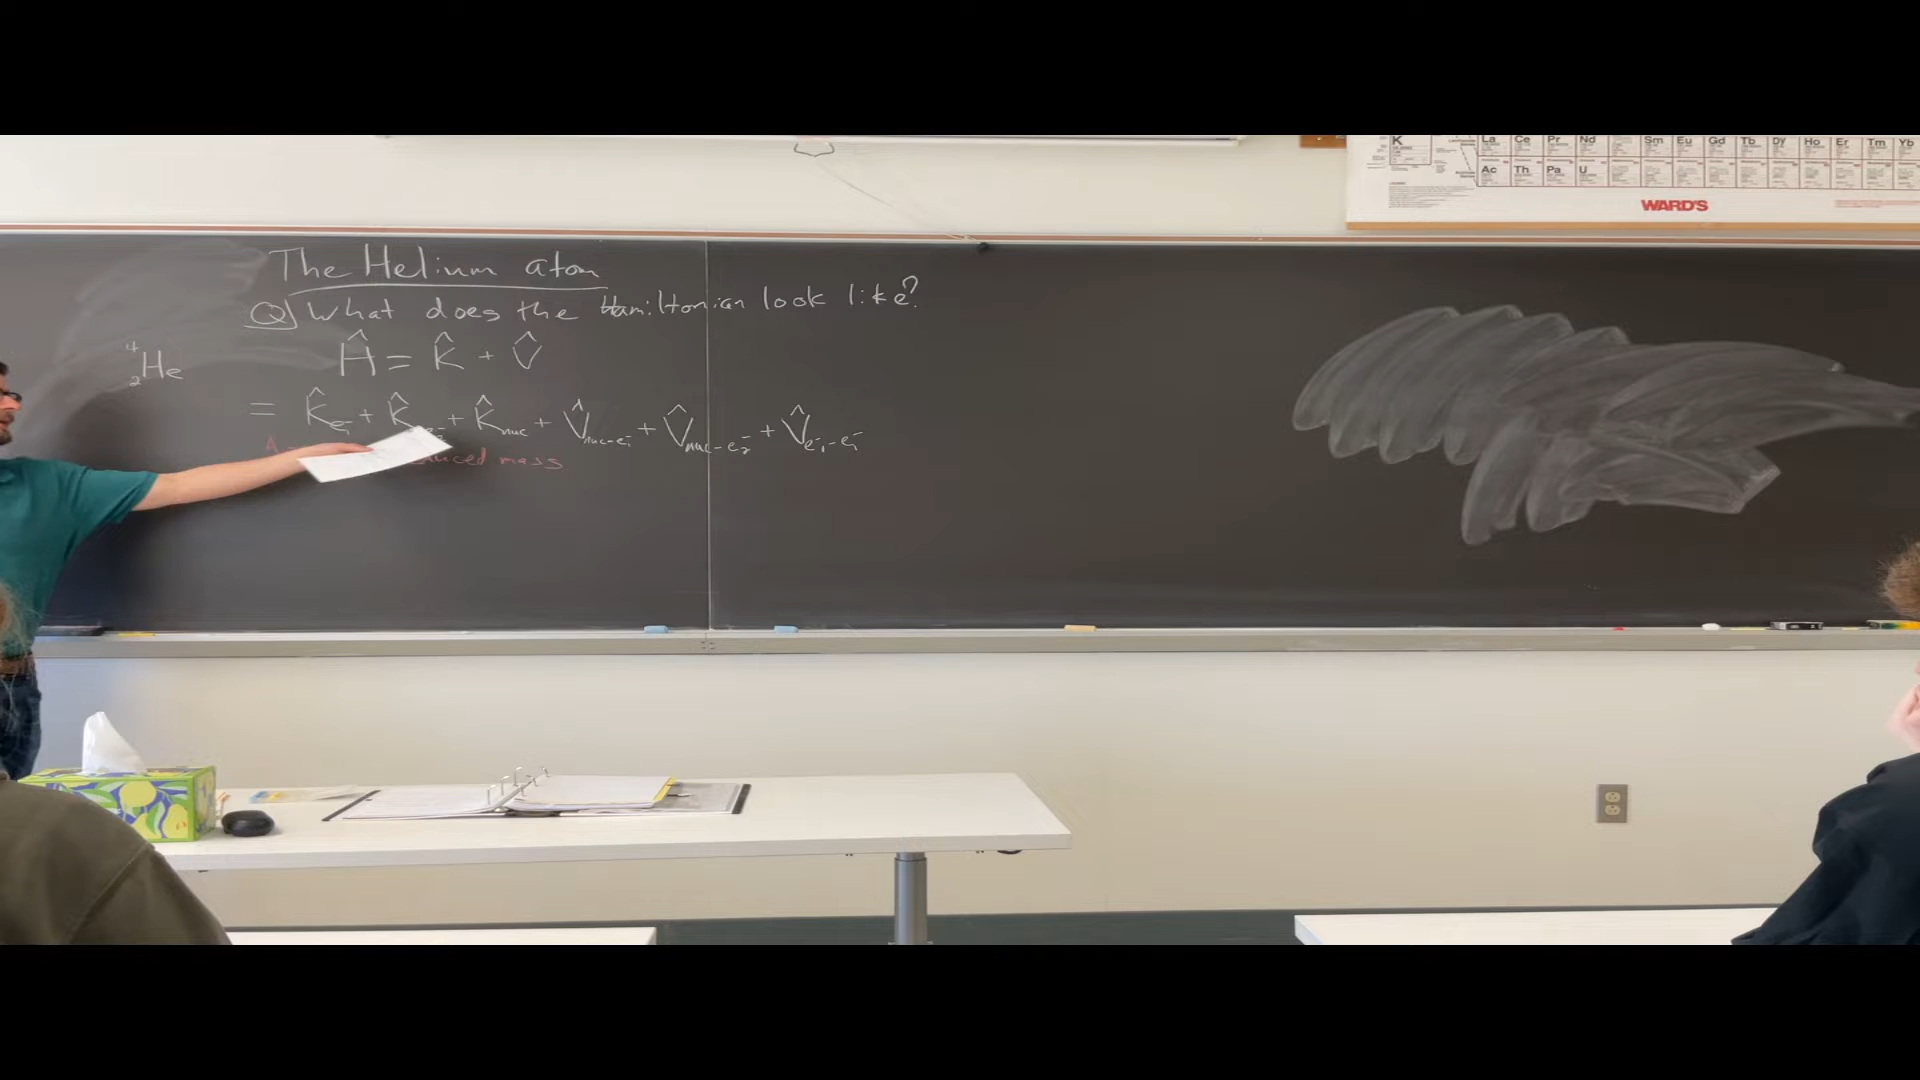 K La Ce Pr Nd Sm Eu Gd Tb Dy Ho Er Tm Yb
Ac Th Pa U
WARD'S
The Helium atom
Q) What does the Hamiltonian look like?
⁴₂He
Ĥ = K̂ + V̂
= K̂e₁⁻ + K̂e₂⁻ + K̂nuc + V̂nuc-e₁⁻ + V̂nuc-e₂⁻ + V̂e₁⁻-e₁⁻
mass